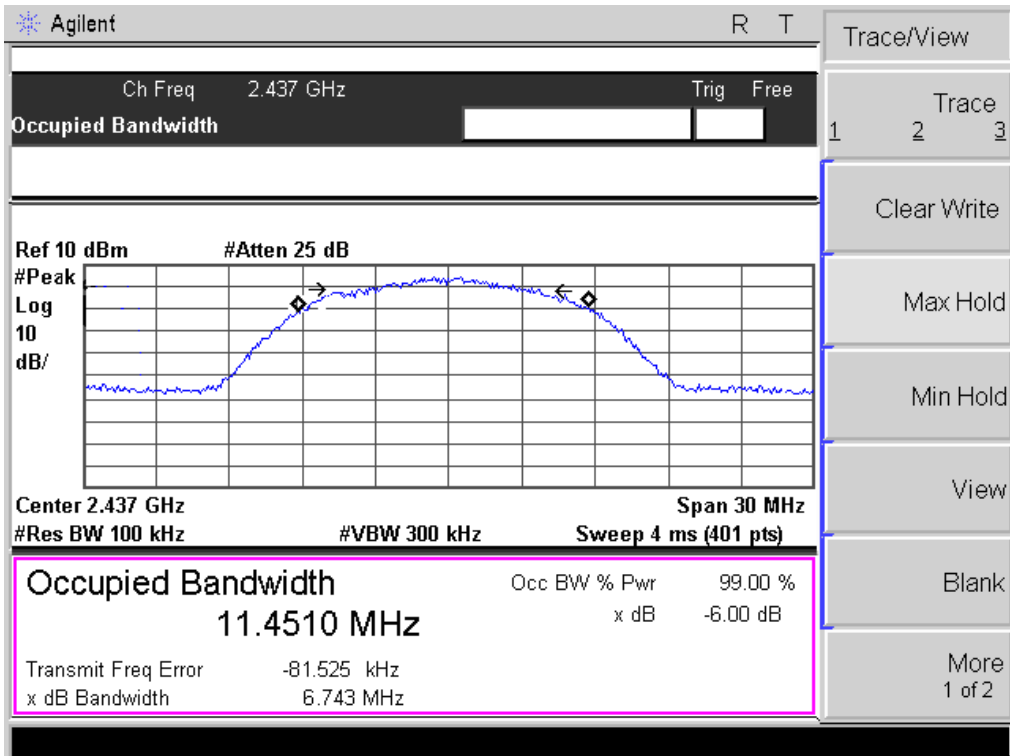 Agilent R T
Trace/View
Ch Freq 2.437 GHz Trig Free
Occupied Bandwidth
Trace
1 2 3
Clear Write
Ref 10 dBm #Atten 25 dB
#Peak
Log
10
dB/
Max Hold
Min Hold
View
Center 2.437 GHz Span 30 MHz
#Res BW 100 kHz #VBW 300 kHz Sweep 4 ms (401 pts)
Occupied Bandwidth
11.4510 MHz
Occ BW % Pwr 99.00 %
x dB -6.00 dB
Transmit Freq Error -81.525 kHz
x dB Bandwidth 6.743 MHz
Blank
More
1 of 2